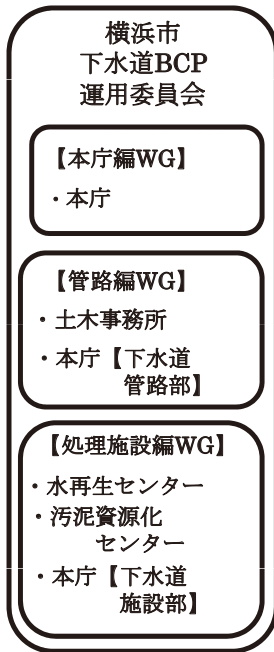 横浜市
下水道BCP
運用委員会
【本庁編WG】
・本庁
【管路編WG】
・土木事務所
・本庁【下水道
管路部】
【処理施設編WG】
・水再生センター
・汚泥資源化
センター
・本庁【下水道
施設部】